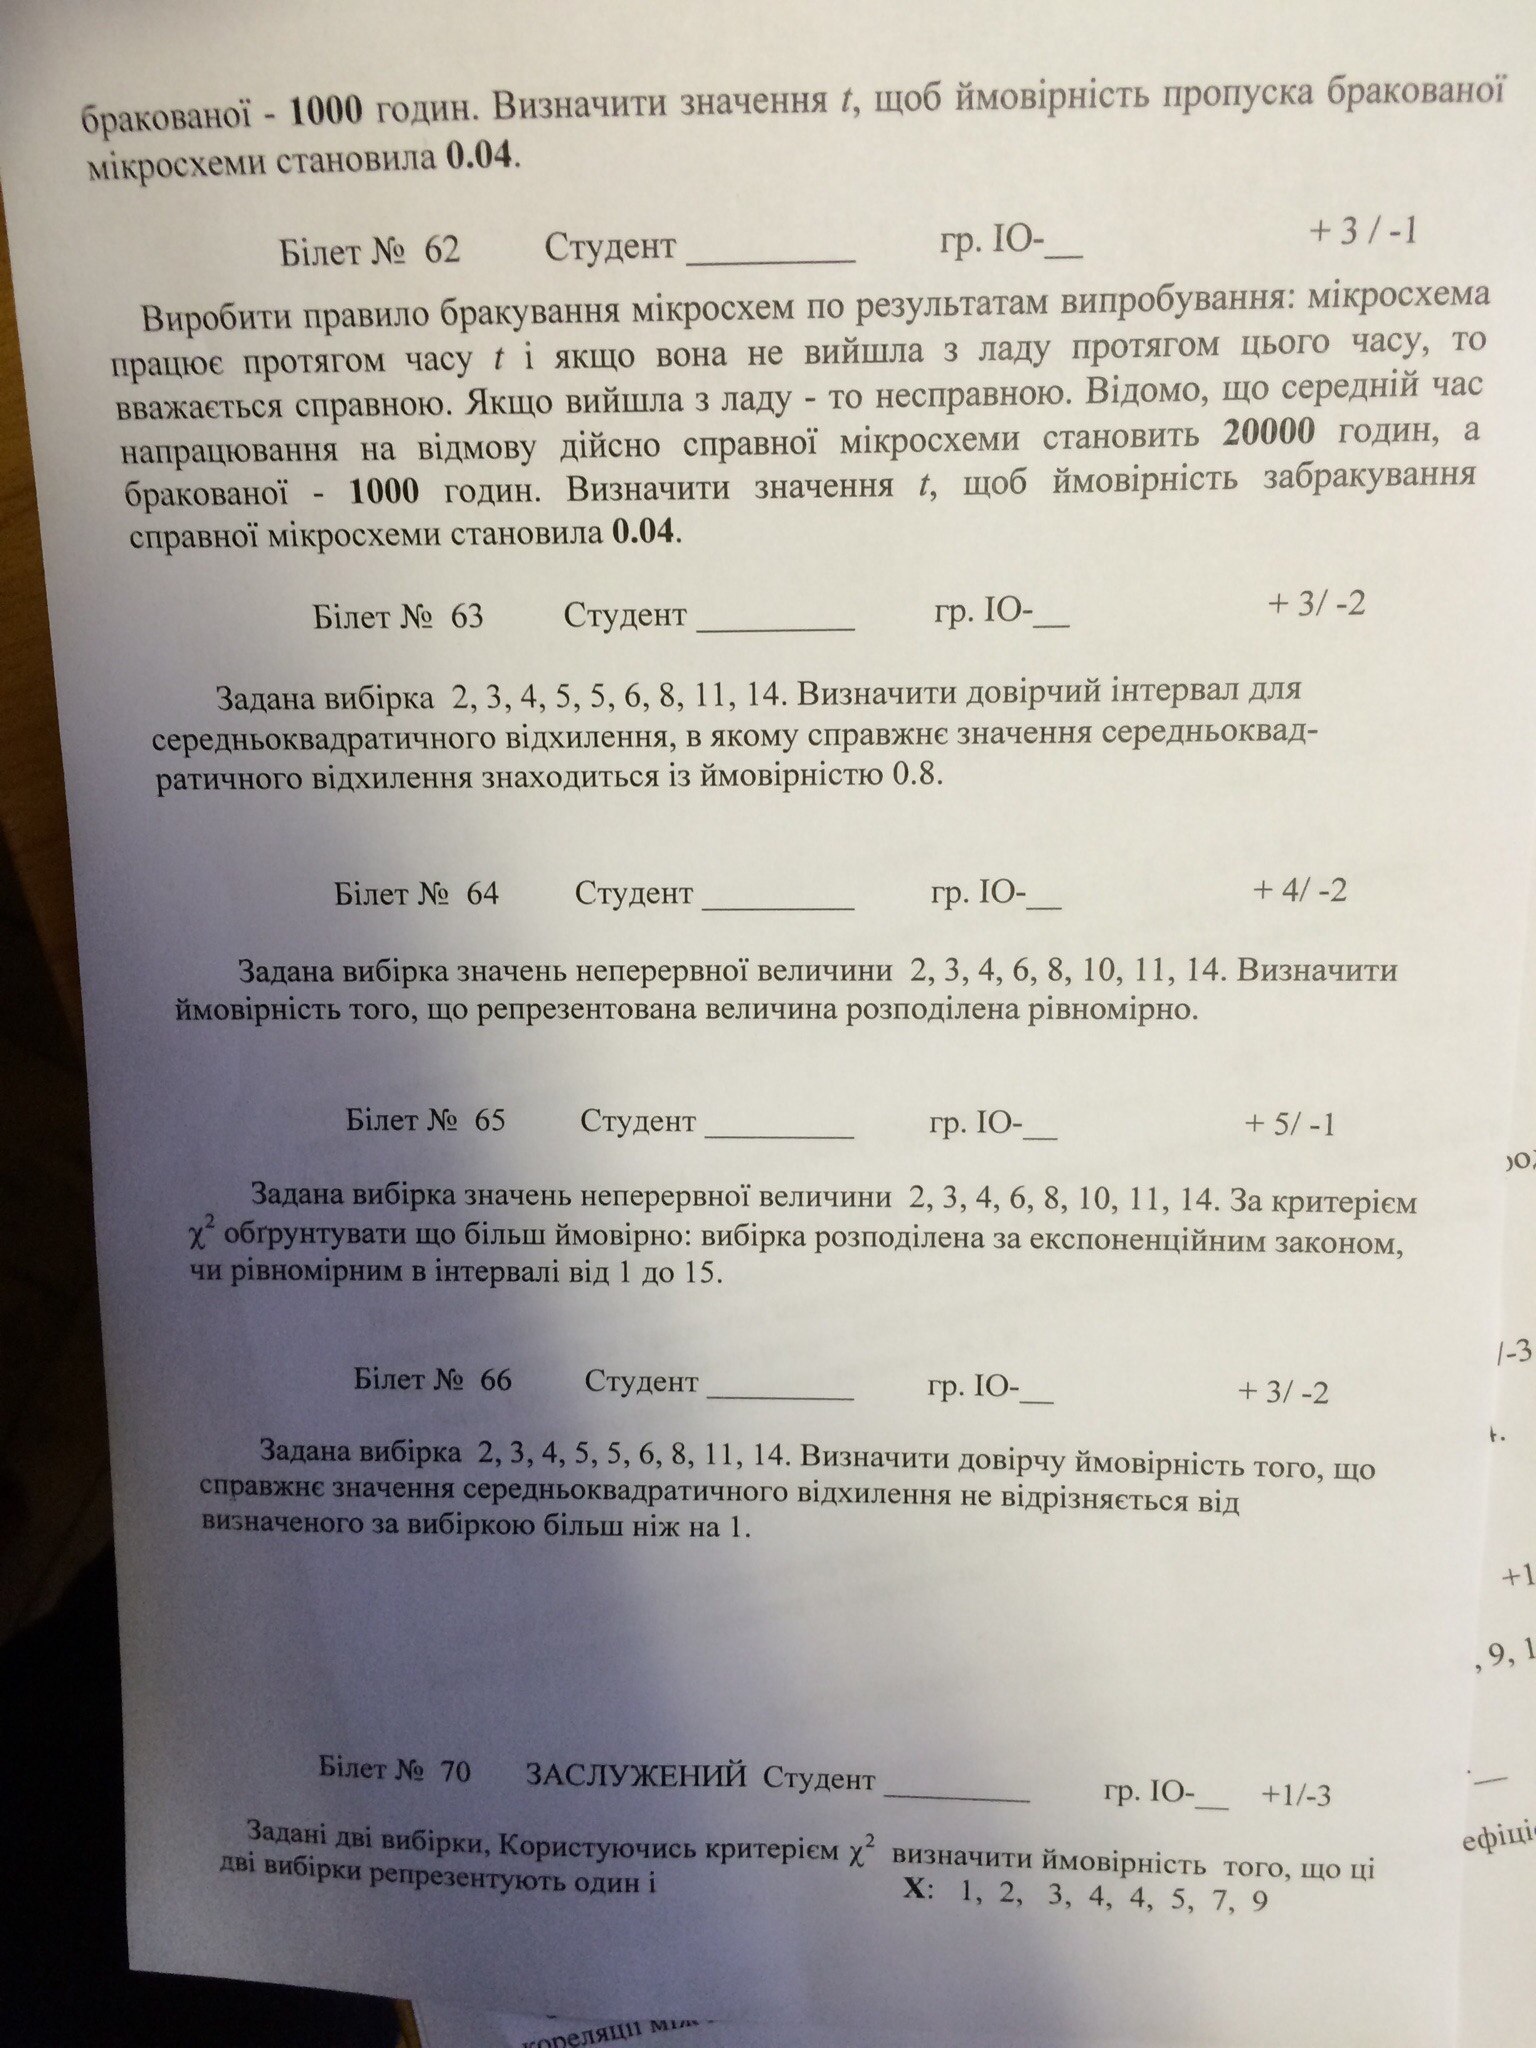 бракованої - 1000 годин. Визначити значення t, щоб ймовірність пропуска бракованої
мікросхеми становила 0.04.
Білет № 62 Студент _________ гр. ІО-__ + 3 / -1
Виробити правило бракування мікросхем по результатам випробування: мікросхема
працює протягом часу t і якщо вона не вийшла з ладу протягом цього часу, то
вважається справною. Якщо вийшла з ладу - то несправною. Відомо, що середній час
напрацювання на відмову дійсно справної мікросхеми становить 20000 годин, а
бракованої - 1000 годин. Визначити значення t, щоб ймовірність забракування
справної мікросхеми становила 0.04.
Білет № 63 Студент _________ гр. ІО-__ + 3/ -2
Задана вибірка 2, 3, 4, 5, 5, 6, 8, 11, 14. Визначити довірчий інтервал для
середньоквадратичного відхилення, в якому справжнє значення середньоквад-
ратичного відхилення знаходиться із ймовірністю 0.8.
Білет № 64 Студент _________ гр. ІО-__ + 4/ -2
Задана вибірка значень неперервної величини 2, 3, 4, 6, 8, 10, 11, 14. Визначити
ймовірність того, що репрезентована величина розподілена рівномірно.
Білет № 65 Студент _________ гр. ІО-__ + 5/ -1
Задана вибірка значень неперервної величини 2, 3, 4, 6, 8, 10, 11, 14. За критерієм
χ² обґрунтувати що більш ймовірно: вибірка розподілена за експоненційним законом,
чи рівномірним в інтервалі від 1 до 15.
Білет № 66 Студент _________ гр. ІО-__ + 3/ -2
Задана вибірка 2, 3, 4, 5, 5, 6, 8, 11, 14. Визначити довірчу ймовірність того, що
справжнє значення середньоквадратичного відхилення не відрізняється від
визначеного за вибіркою більш ніж на 1.
Білет № 70 ЗАСЛУЖЕНИЙ Студент _________ гр. ІО-__ +1/-3
Задані дві вибірки, Користуючись критерієм χ² визначити ймовірність того, що ці
дві вибірки репрезентують один і X: 1, 2, 3, 4, 4, 5, 7, 9
/-3
+1
, 9, 1
кореляції